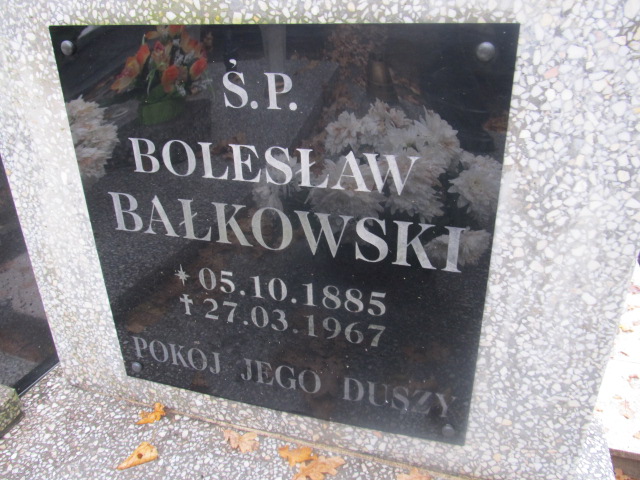 Ś.P.
BOLESŁAW
BAŁKOWSKI
* 05.10.1885
✝ 27.03.1967
POKÓJ JEGO DUSZY